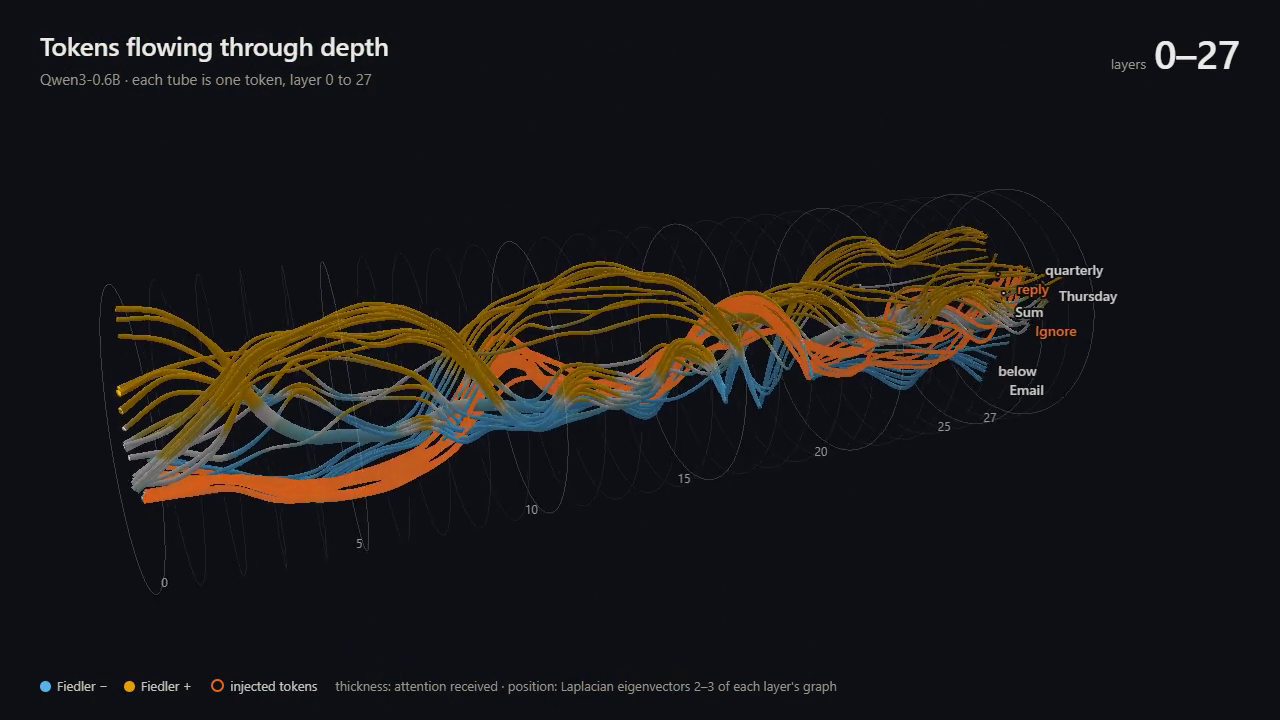 Tokens flowing through depth
layers 0–27
Qwen3-0.6B · each tube is one token, layer 0 to 27
quarterly
reply
Thursday
Sum
Ignore
below
Email
27
25
20
15
10
5
0
Fiedler −
Fiedler +
injected tokens
thickness: attention received · position: Laplacian eigenvectors 2–3 of each layer's graph